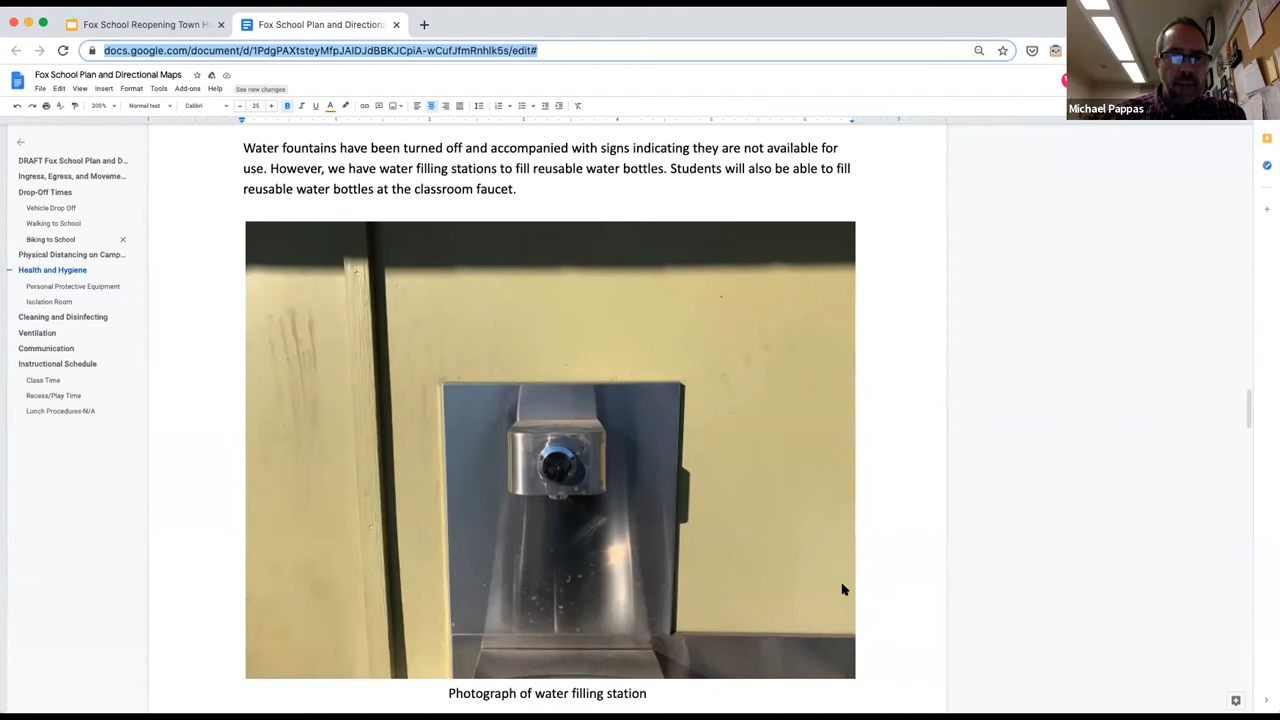 Fox School Reopening Town H
Fox School Plan and Directiona
docs.google.com/document/d/1PdgPAXtsteyMfpJAIDJdBBKJCpiA-wCufJfmRnhlk5s/edit#
Michael Pappas
Fox School Plan and Directional Maps
File Edit View Insert Format Tools Add-ons Help See new changes
200% Normal text Calibri 25 B I U A
DRAFT Fox School Plan and D...
Ingress, Egress, and Moveme...
Drop-Off Times
Vehicle Drop Off
Walking to School
Biking to School
Physical Distancing on Camp...
Health and Hygiene
Personal Protective Equipment
Isolation Room
Cleaning and Disinfecting
Ventilation
Communication
Instructional Schedule
Class Time
Recess/Play Time
Lunch Procedures-N/A
Water fountains have been turned off and accompanied with signs indicating they are not available for
use. However, we have water filling stations to fill reusable water bottles. Students will also be able to fill
reusable water bottles at the classroom faucet.
Photograph of water filling station